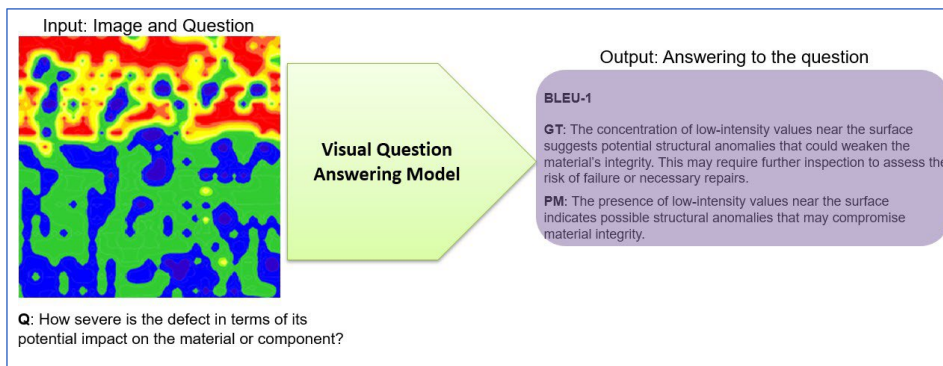 Input: Image and Question
Q: How severe is the defect in terms of its
potential impact on the material or component?
Visual Question
Answering Model
Output: Answering to the question
BLEU-1
GT: The concentration of low-intensity values near the surface
suggests potential structural anomalies that could weaken the
material's integrity. This may require further inspection to assess the
risk of failure or necessary repairs.
PM: The presence of low-intensity values near the surface
indicates possible structural anomalies that may compromise
material integrity.